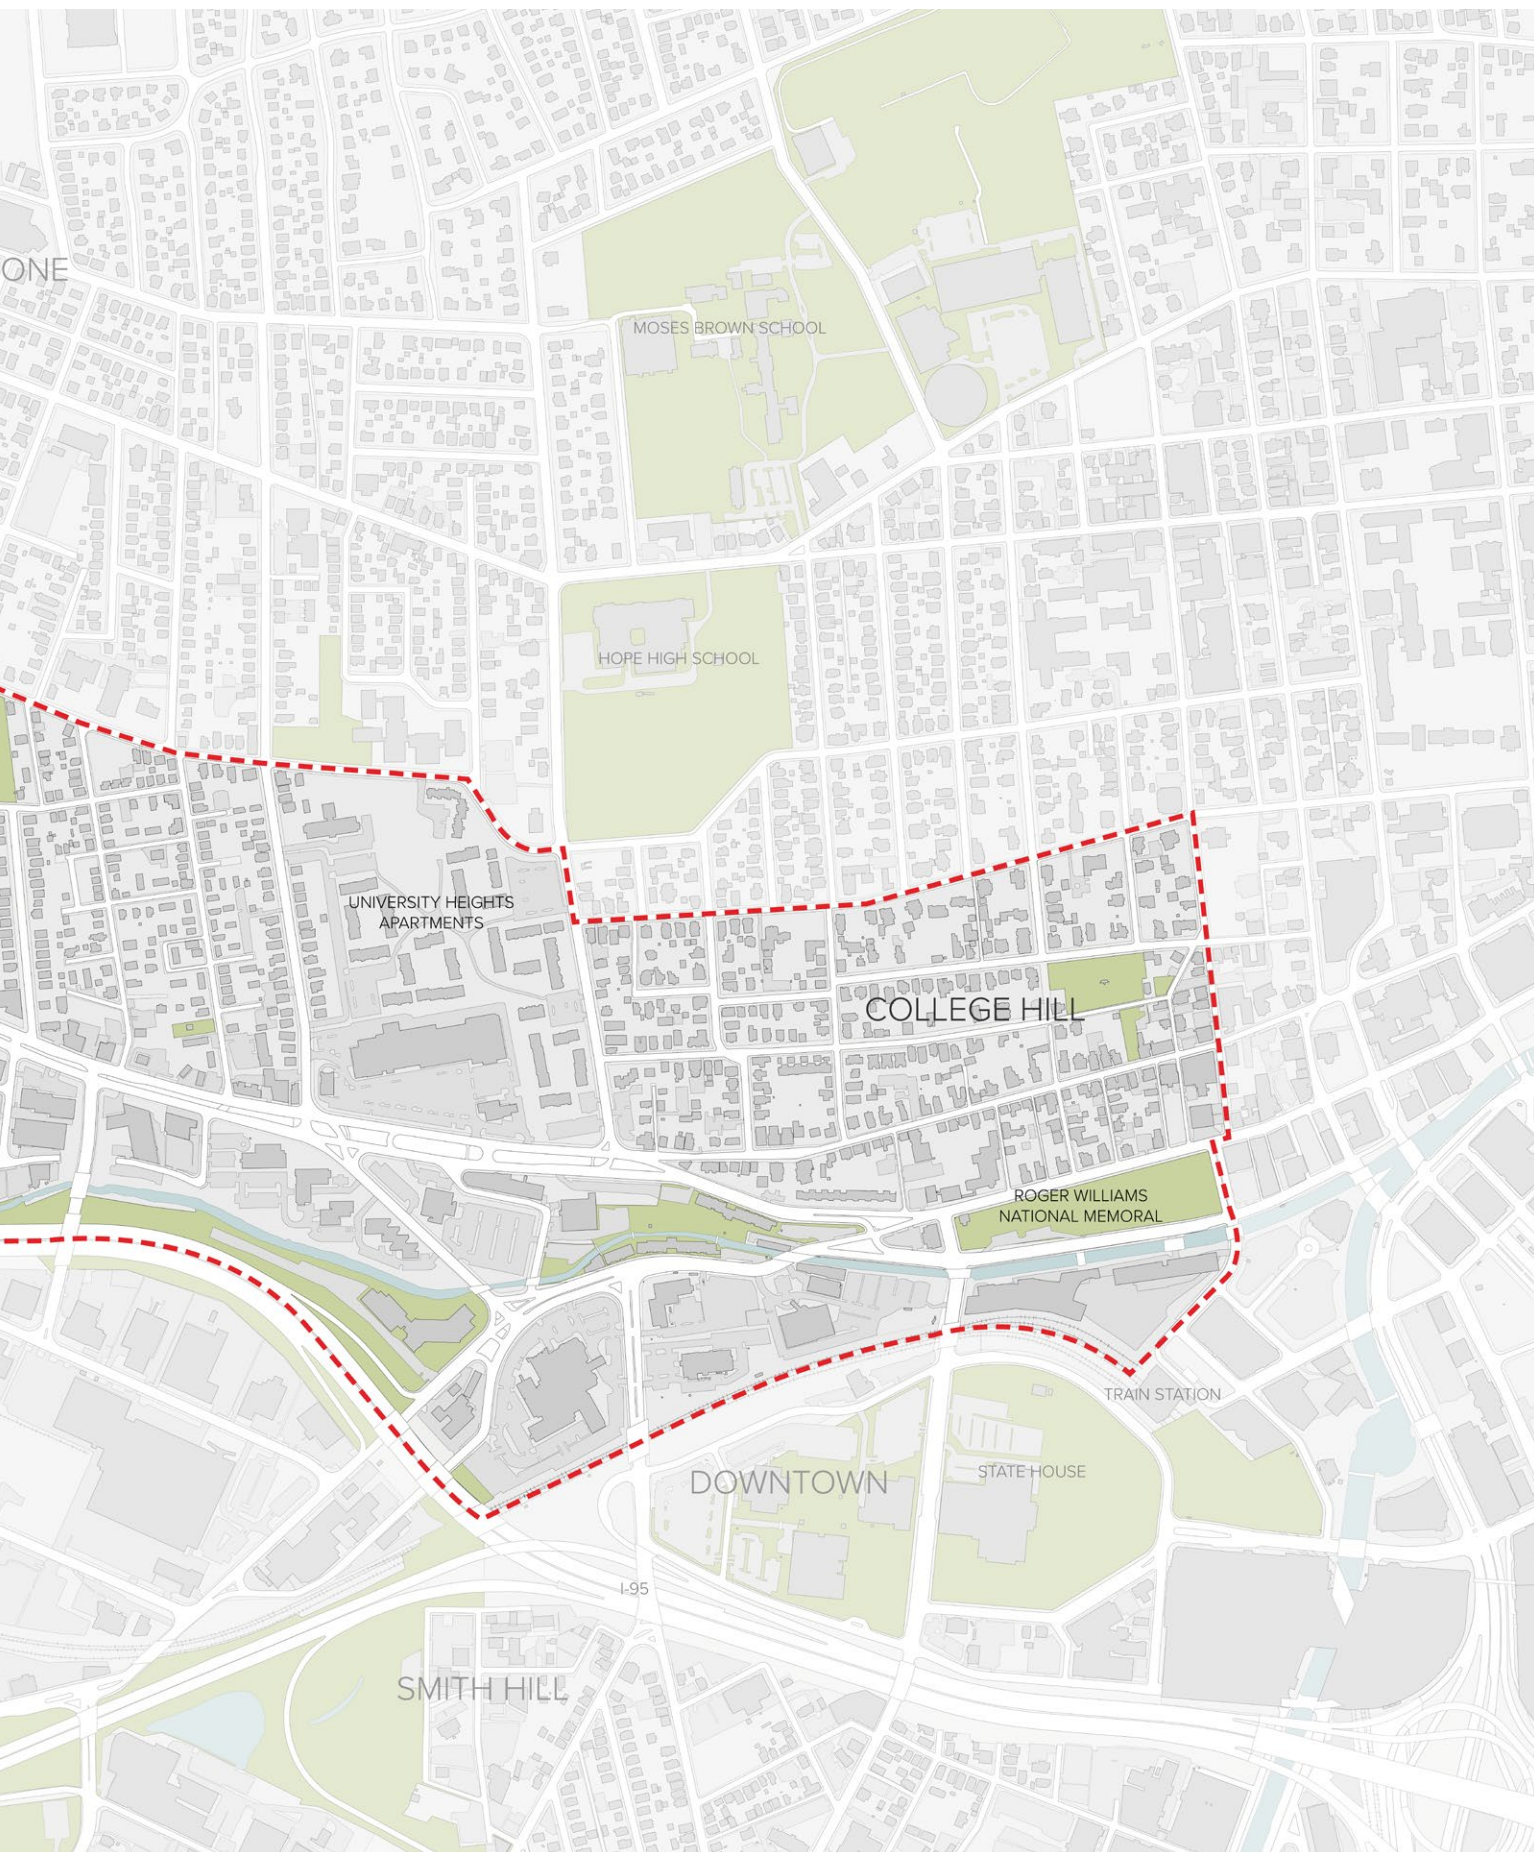 ONE
MOSES BROWN SCHOOL
HOPE HIGH SCHOOL
UNIVERSITY HEIGHTS
APARTMENTS
COLLEGE HILL
ROGER WILLIAMS
NATIONAL MEMORAL
TRAIN STATION
STATE HOUSE
DOWNTOWN
I-95
SMITH HILL